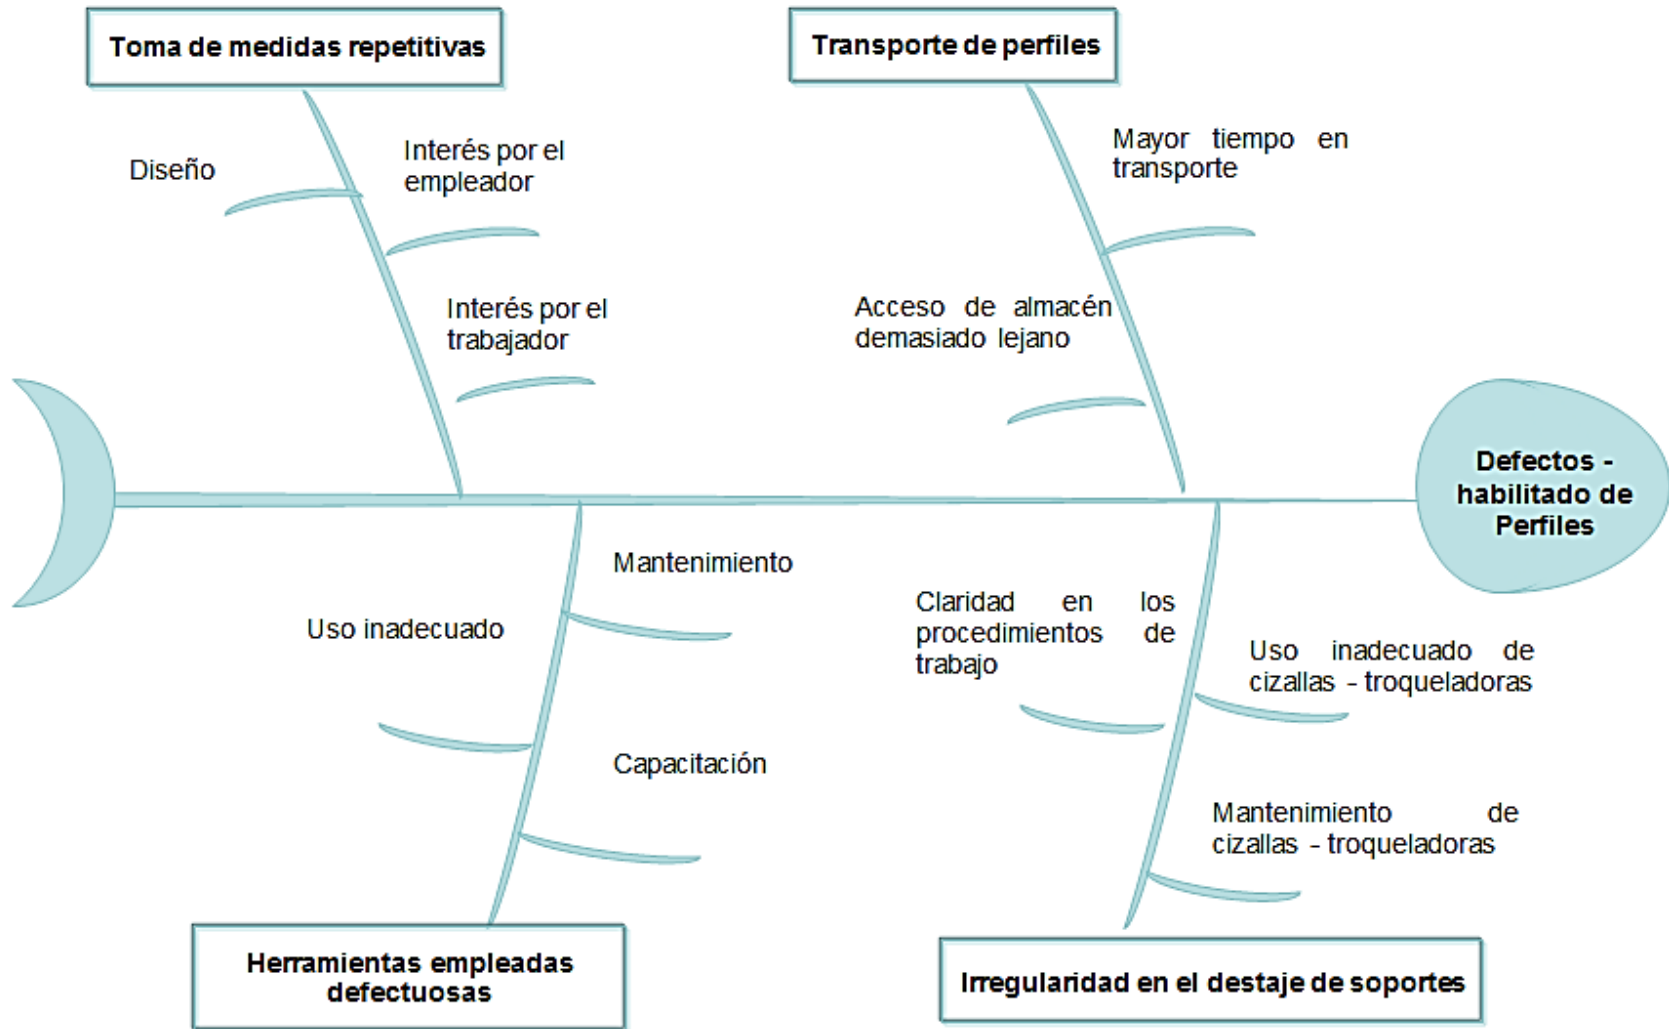 Toma de medidas repetitivas
Transporte de perfiles
Diseño
Interés por el
empleador
Mayor tiempo en
transporte
Interés por el
trabajador
Acceso de almacén
demasiado lejano
Defectos -
habilitado de
Perfiles
Mantenimiento
Uso inadecuado
Claridad en los
procedimientos de
trabajo
Uso inadecuado de
cizallas - troqueladoras
Capacitación
Mantenimiento de
cizallas - troqueladoras
Herramientas empleadas
defectuosas
Irregularidad en el destaje de soportes